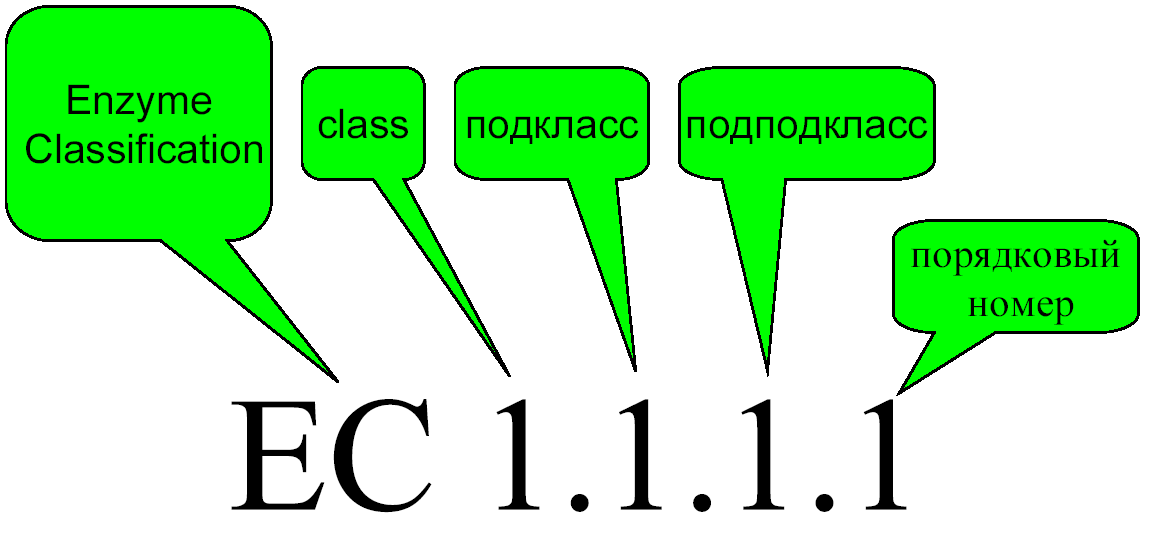 Enzyme
Classification
class
подкласс
подподкласс
порядковый
номер
EC 1.1.1.1